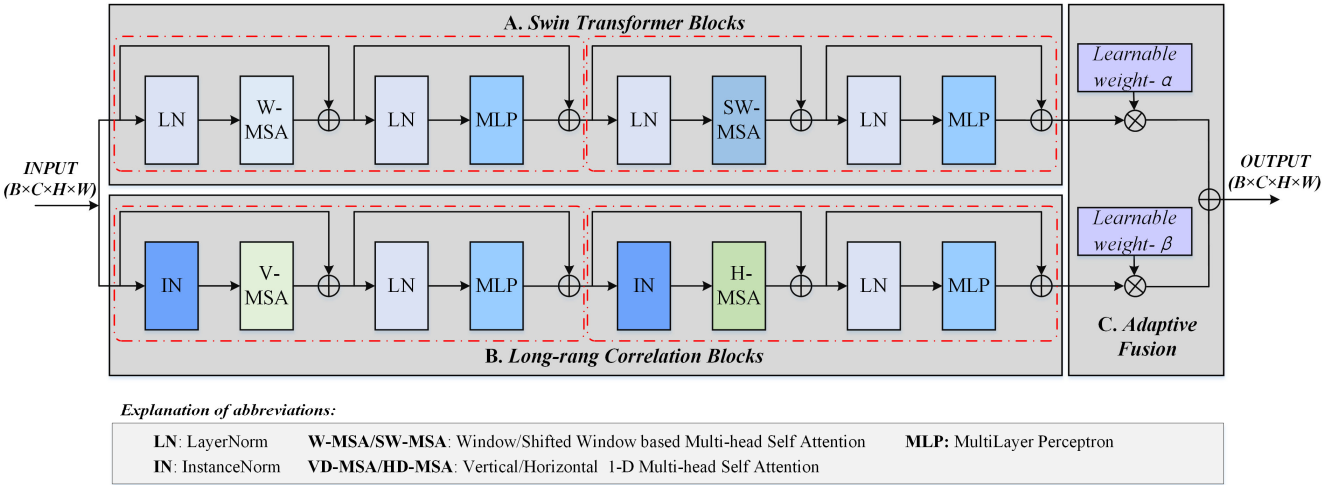 A. Swin Transformer Blocks
LN
W-
MSA
LN
MLP
LN
SW-
MSA
LN
MLP
Learnable
weight- α
INPUT
(B×C×H×W)
OUTPUT
(B×C×H×W)
IN
V-
MSA
LN
MLP
IN
H-
MSA
LN
MLP
Learnable
weight- β
B. Long-rang Correlation Blocks
C. Adaptive
Fusion
Explanation of abbreviations:
LN: LayerNorm W-MSA/SW-MSA: Window/Shifted Window based Multi-head Self Attention MLP: MultiLayer Perceptron
IN: InstanceNorm VD-MSA/HD-MSA: Vertical/Horizontal 1-D Multi-head Self Attention